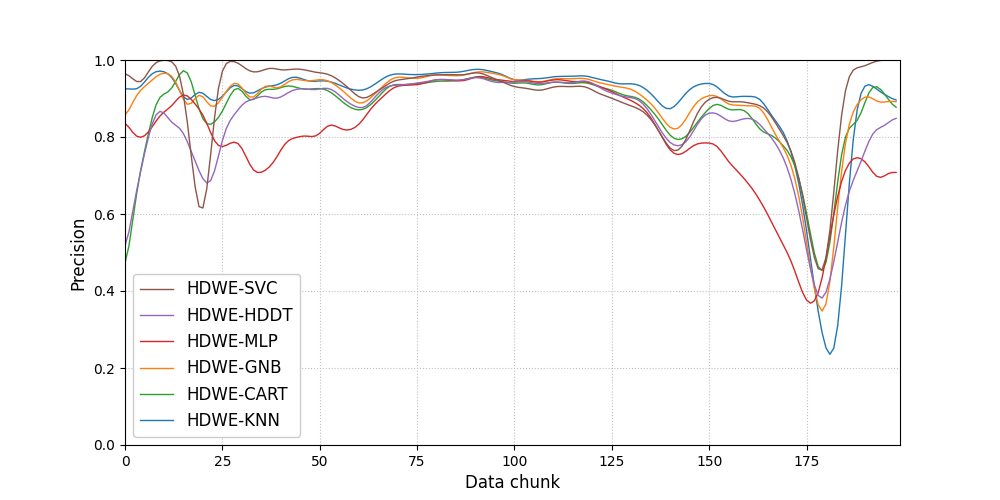 1.0
0.8
0.6
0.4
0.2
0.0
Precision
HDWE-SVC
HDWE-HDDT
HDWE-MLP
HDWE-GNB
HDWE-CART
HDWE-KNN
0 25 50 75 100 125 150 175
Data chunk